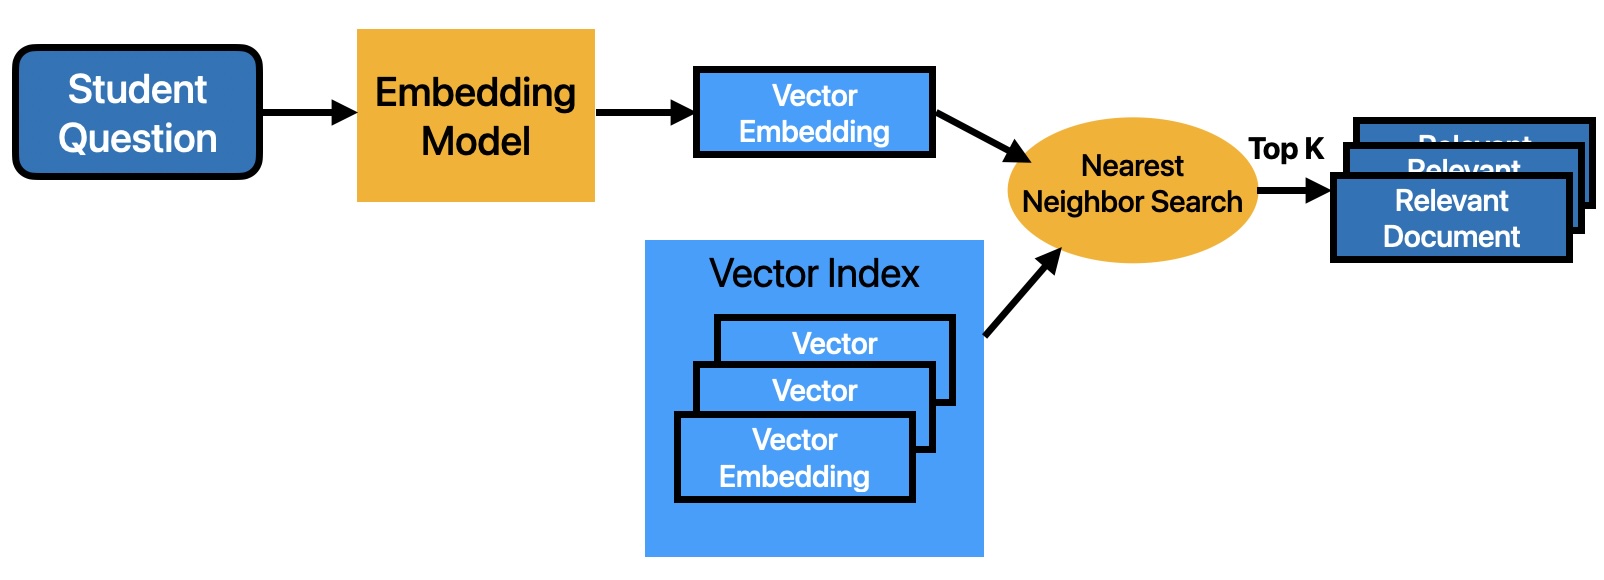 Student
Question
Embedding
Model
Vector
Embedding
Nearest
Neighbor Search
Top K
Relevant
Relevant
Relevant
Document
Vector Index
Vector
Vector
Vector
Embedding